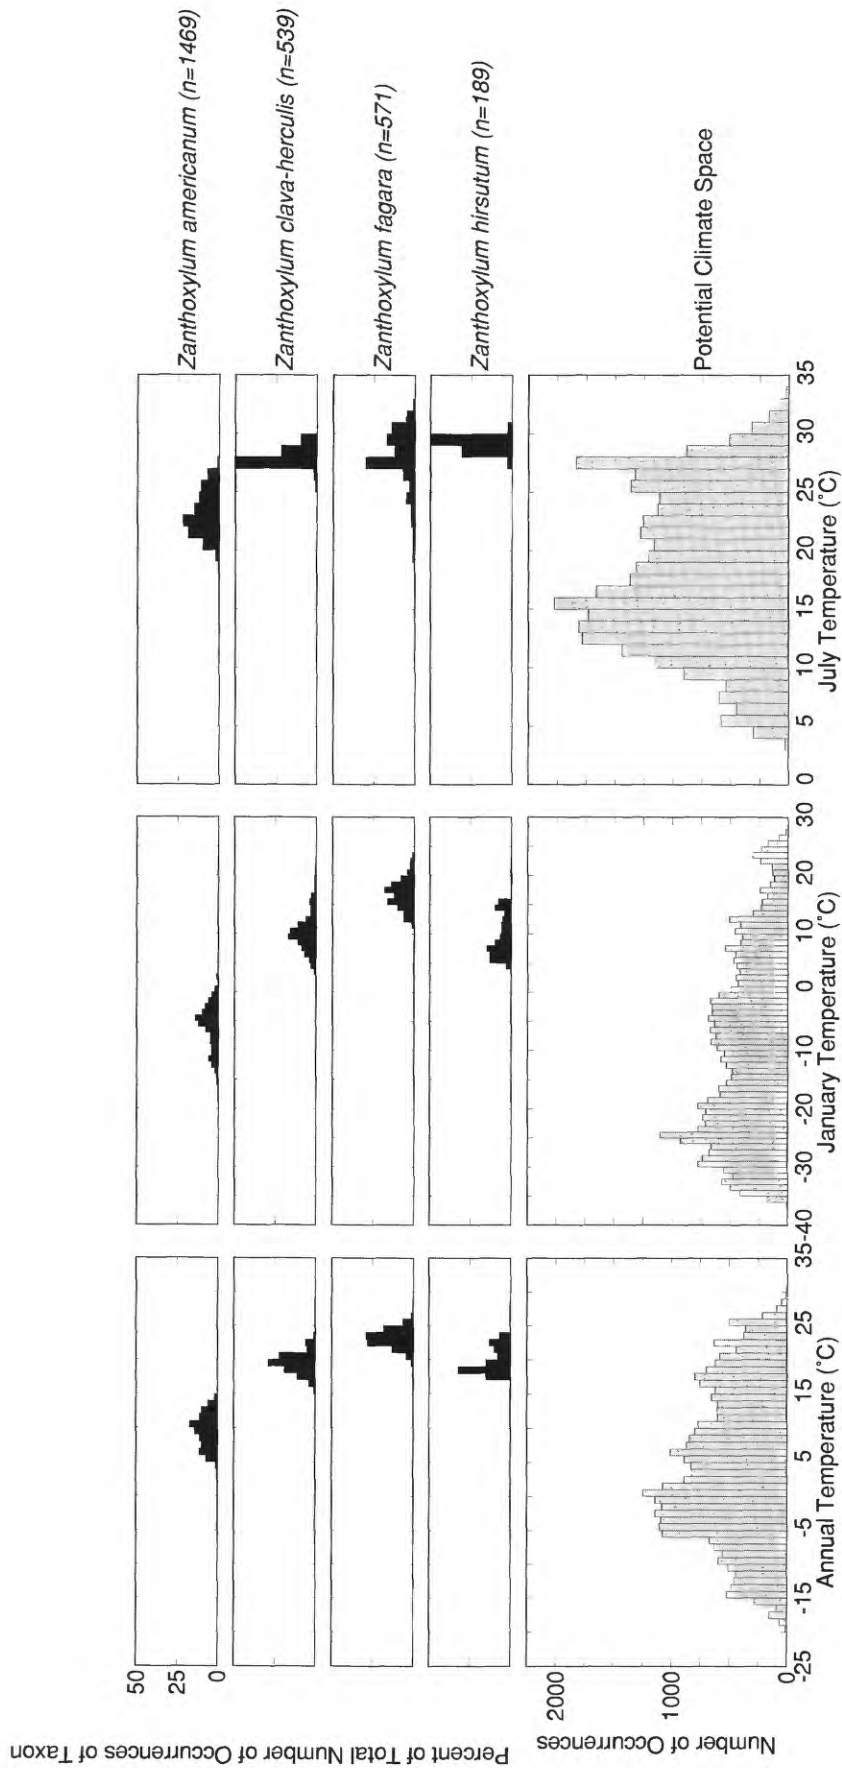 Zanthoxylum americanum (n=1469)
Zanthoxylum clava-herculis (n=539)
Zanthoxylum fagara (n=571)
Zanthoxylum hirsutum (n=189)
Potential Climate Space
Percent of Total Number of Occurrences of Taxon
50
25
0
Number of Occurrences
2000
1000
0
-25
-15
-5
5
15
25
35
Annual Temperature (°C)
-40
-30
-20
-10
0
10
20
30
January Temperature (°C)
0
5
10
15
20
25
30
35
July Temperature (°C)